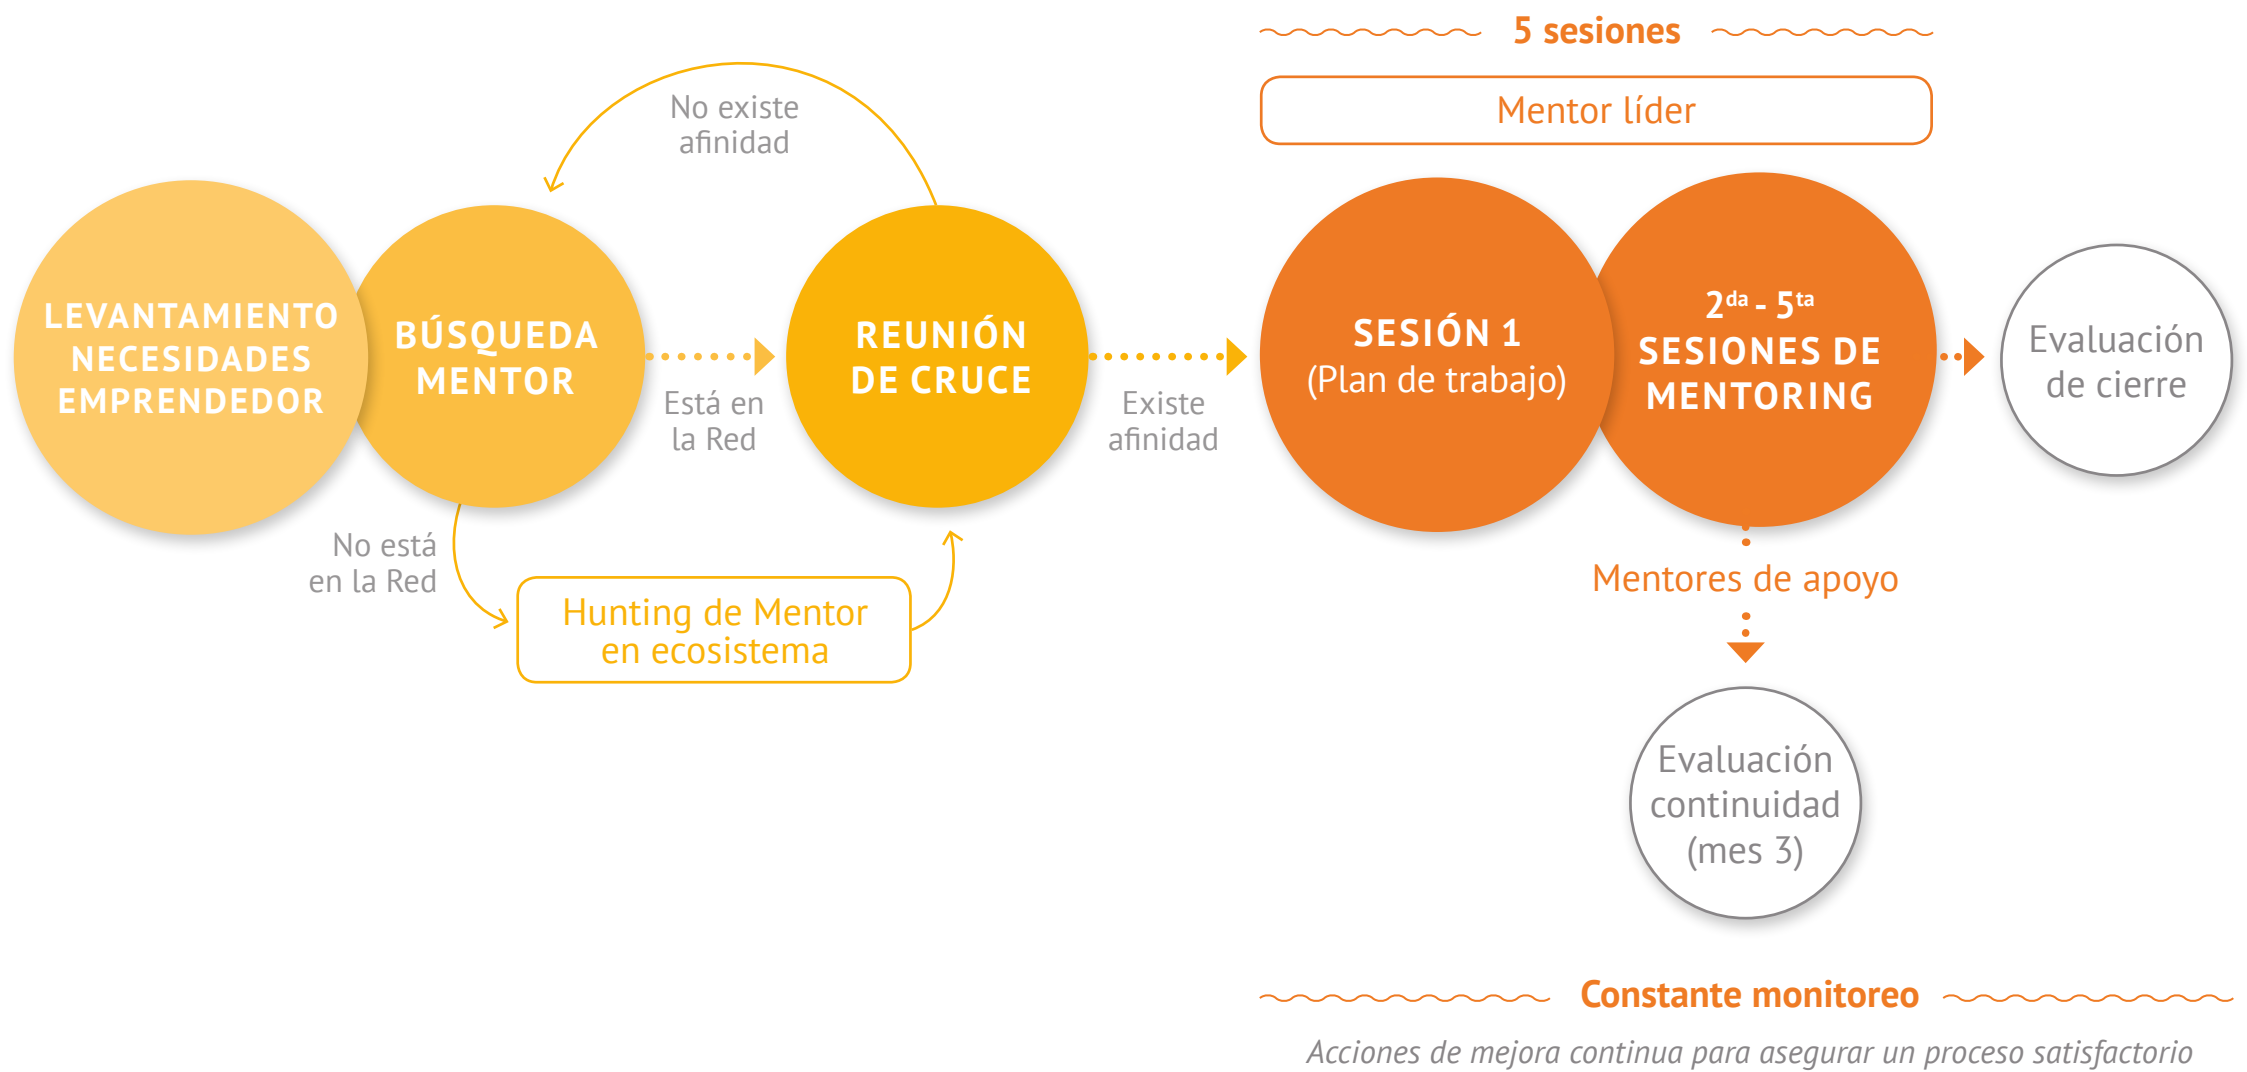 5 sesiones
Mentor líder
No existe
afinidad
LEVANTAMIENTO
NECESIDADES
EMPRENDEDOR
BÚSQUEDA
MENTOR
Está en
la Red
No está
en la Red
Hunting de Mentor
en ecosistema
REUNIÓN
DE CRUCE
Existe
afinidad
SESIÓN 1
(Plan de trabajo)
2da - 5ta
SESIONES DE
MENTORING
Evaluación
de cierre
Mentores de apoyo
Evaluación
continuidad
(mes 3)
Constante monitoreo
Acciones de mejora continua para asegurar un proceso satisfactorio